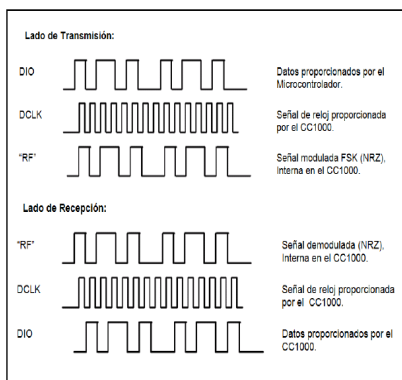 Lado de Transmisión:
DIO
Datos proporcionados por el
Microcontrolador.
DCLK
Señal de reloj proporcionada
por el CC1000.
"RF"
Señal modulada FSK (NRZ),
Interna en el CC1000.
Lado de Recepción:
"RF"
Señal demodulada (NRZ),
Interna en el CC1000.
DCLK
Señal de reloj proporcionada
por el CC1000.
DIO
Datos proporcionados por el
CC1000.